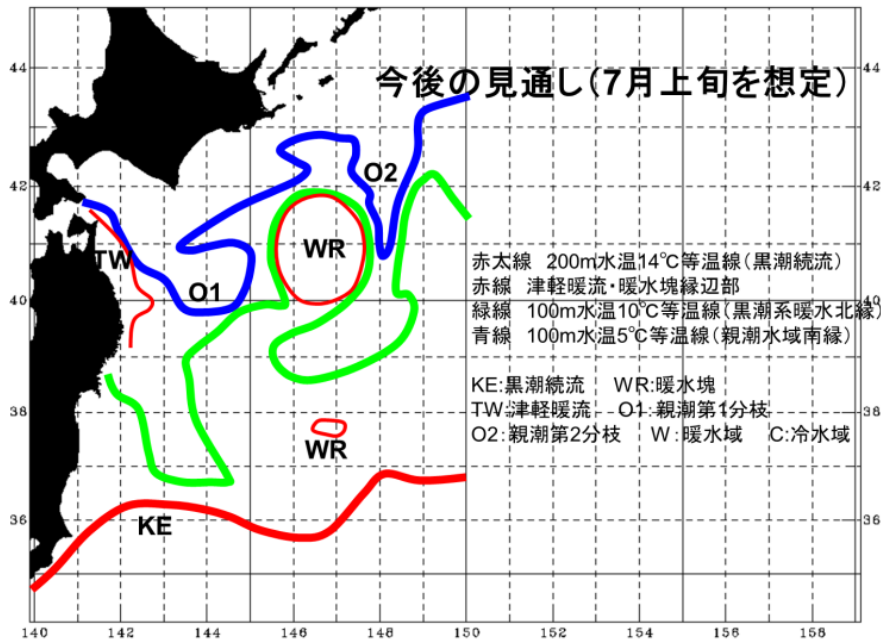 今後の見通し(7月上旬を想定)
44
44
O2
42
42
WR
TW
赤太線 200m水温14℃等温線(黒潮続流)
O1
赤線 津軽暖流・暖水塊縁辺部
40
40
緑線 100m水温10℃等温線(黒潮系暖水北縁)
青線 100m水温5℃等温線(親潮水域南縁)
KE:黒潮続流 WR:暖水塊
38
38
TW:津軽暖流 O1:親潮第1分枝
O2:親潮第2分枝 W:暖水域 C:冷水域
WR
36
36
KE
140 142 144 146 148 150 152 154 156 158